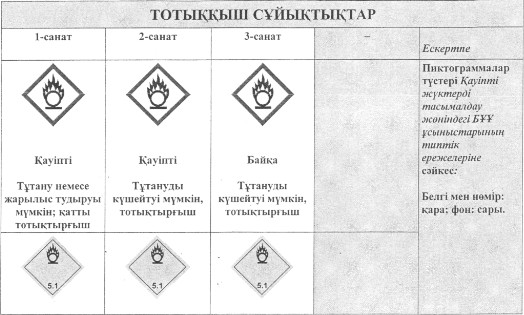 ТОТЫҚҚЫШ СҰЙЫҚТЫҚТАР
1-санат
2-санат
3-санат
–
Ескертпе
Қауіпті
Тұтану немесе
жарылыс тудыруы
мүмкін; қатты
тотықтырғыш
Қауіпті
Тұтануды
күшейтуі мүмкін,
тотықтырғыш
Байқа
Тұтануды
күшейтуі мүмкін,
тотықтырғыш
Пиктограммалар
түстері Қауіпті
жүктерді
тасымалдау
жөніндегі БҰҰ
ұсыныстарының
типтік
ережелеріне
сәйкес:
Белгі мен нөмір:
қара; фон: сары.
5.1
5.1
5.1